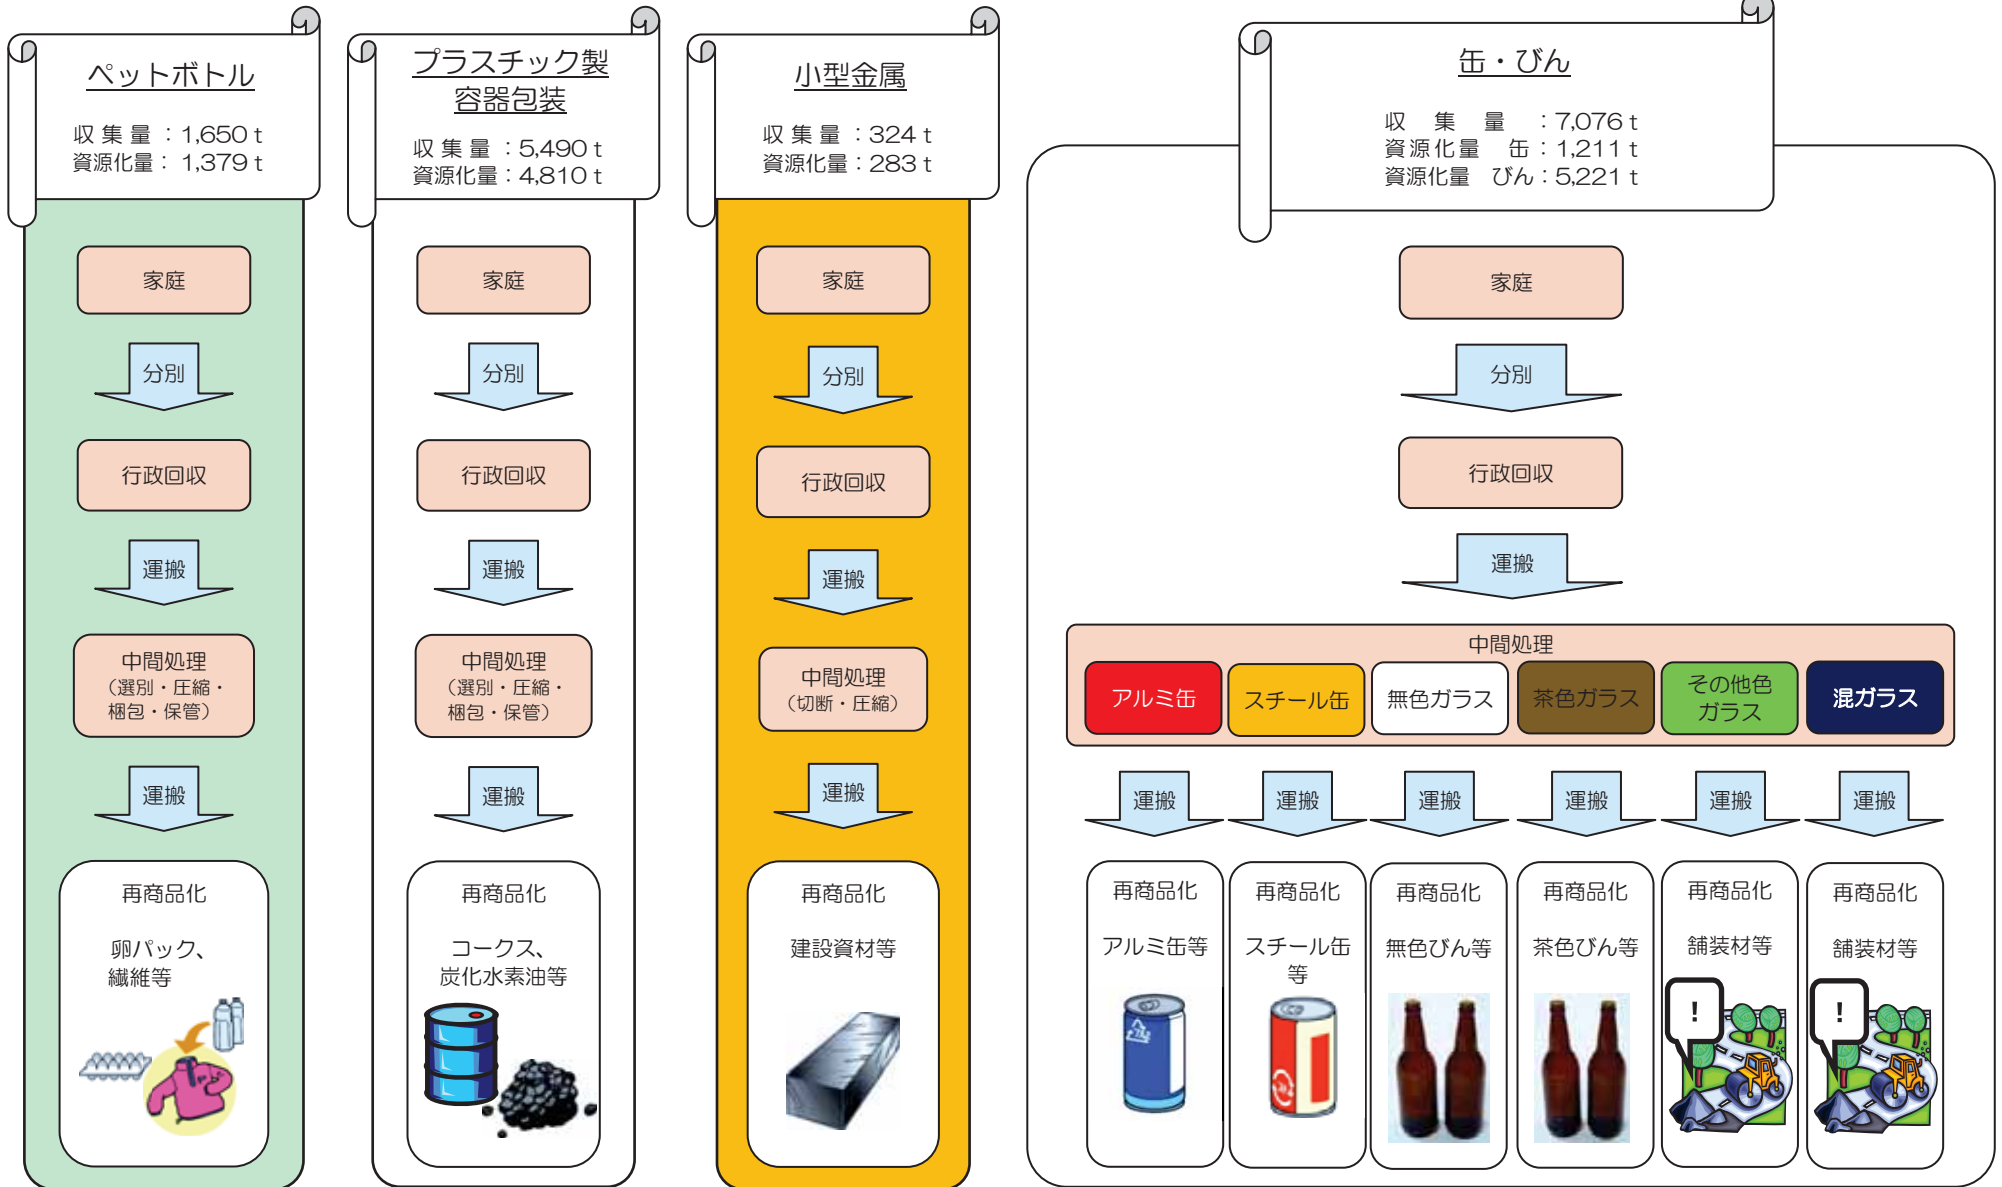 ペットボトル
収集量：1,650ｔ
資源化量：1,379ｔ
家庭
分別
行政回収
運搬
中間処理
（選別・圧縮・
梱包・保管）
運搬
再商品化
卵パック、
繊維等
プラスチック製
容器包装
収集量：5,490ｔ
資源化量：4,810ｔ
家庭
分別
行政回収
運搬
中間処理
（選別・圧縮・
梱包・保管）
運搬
再商品化
コークス、
炭化水素油等
小型金属
収集量：324ｔ
資源化量：283ｔ
家庭
分別
行政回収
運搬
中間処理
（切断・圧縮）
運搬
再商品化
建設資材等
缶・びん
収集量：7,076ｔ
資源化量 缶：1,211ｔ
資源化量 びん：5,221ｔ
家庭
分別
行政回収
運搬
中間処理
アルミ缶
スチール缶
無色ガラス
茶色ガラス
その他色
ガラス
混ガラス
運搬
運搬
運搬
運搬
運搬
運搬
再商品化
アルミ缶等
再商品化
スチール缶
等
再商品化
無色びん等
再商品化
茶色びん等
再商品化
舗装材等
!
再商品化
舗装材等
!